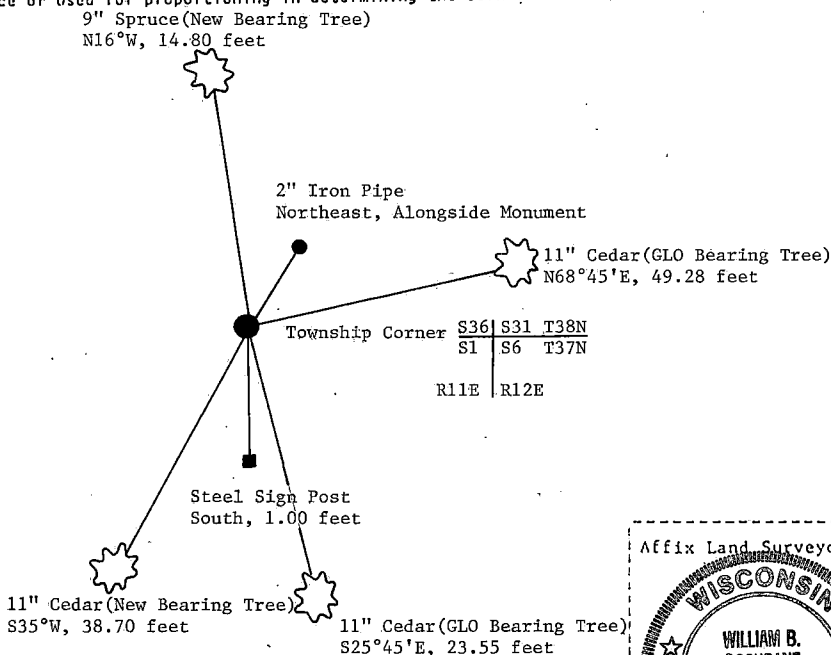 9" Spruce(New Bearing Tree)
N16°W, 14.80 feet
2" Iron Pipe
Northeast, Alongside Monument
11" Cedar(GLO Bearing Tree)
N68°45'E, 49.28 feet
Township Corner S36 S31 T38N
S1 S6 T37N
R11E R12E
Steel Sign Post
South, 1.00 feet
11" Cedar(New Bearing Tree)
S35°W, 38.70 feet
11" Cedar(GLO Bearing Tree)
S25°45'E, 23.55 feet
Affix Land Surveyo
WISCONSIN
WILLIAM B.